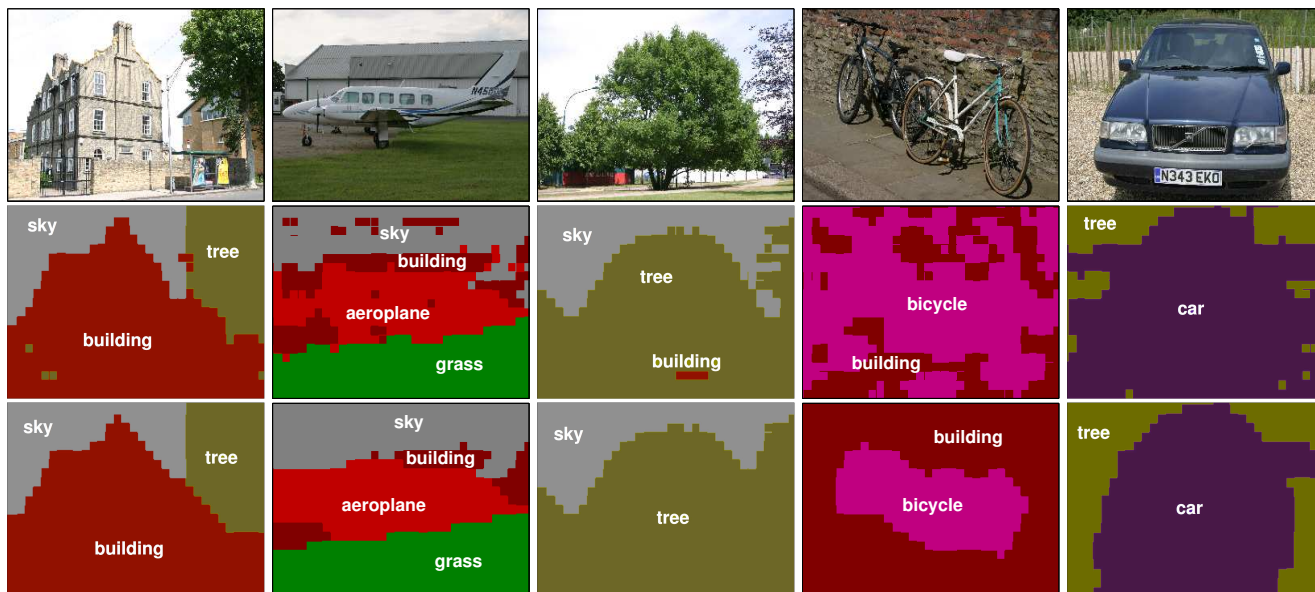 N343 EKO
sky
tree
building
sky
building
aeroplane
grass
sky
tree
building
bicycle
building
tree
car
sky
tree
building
sky
building
aeroplane
grass
sky
tree
building
bicycle
tree
car